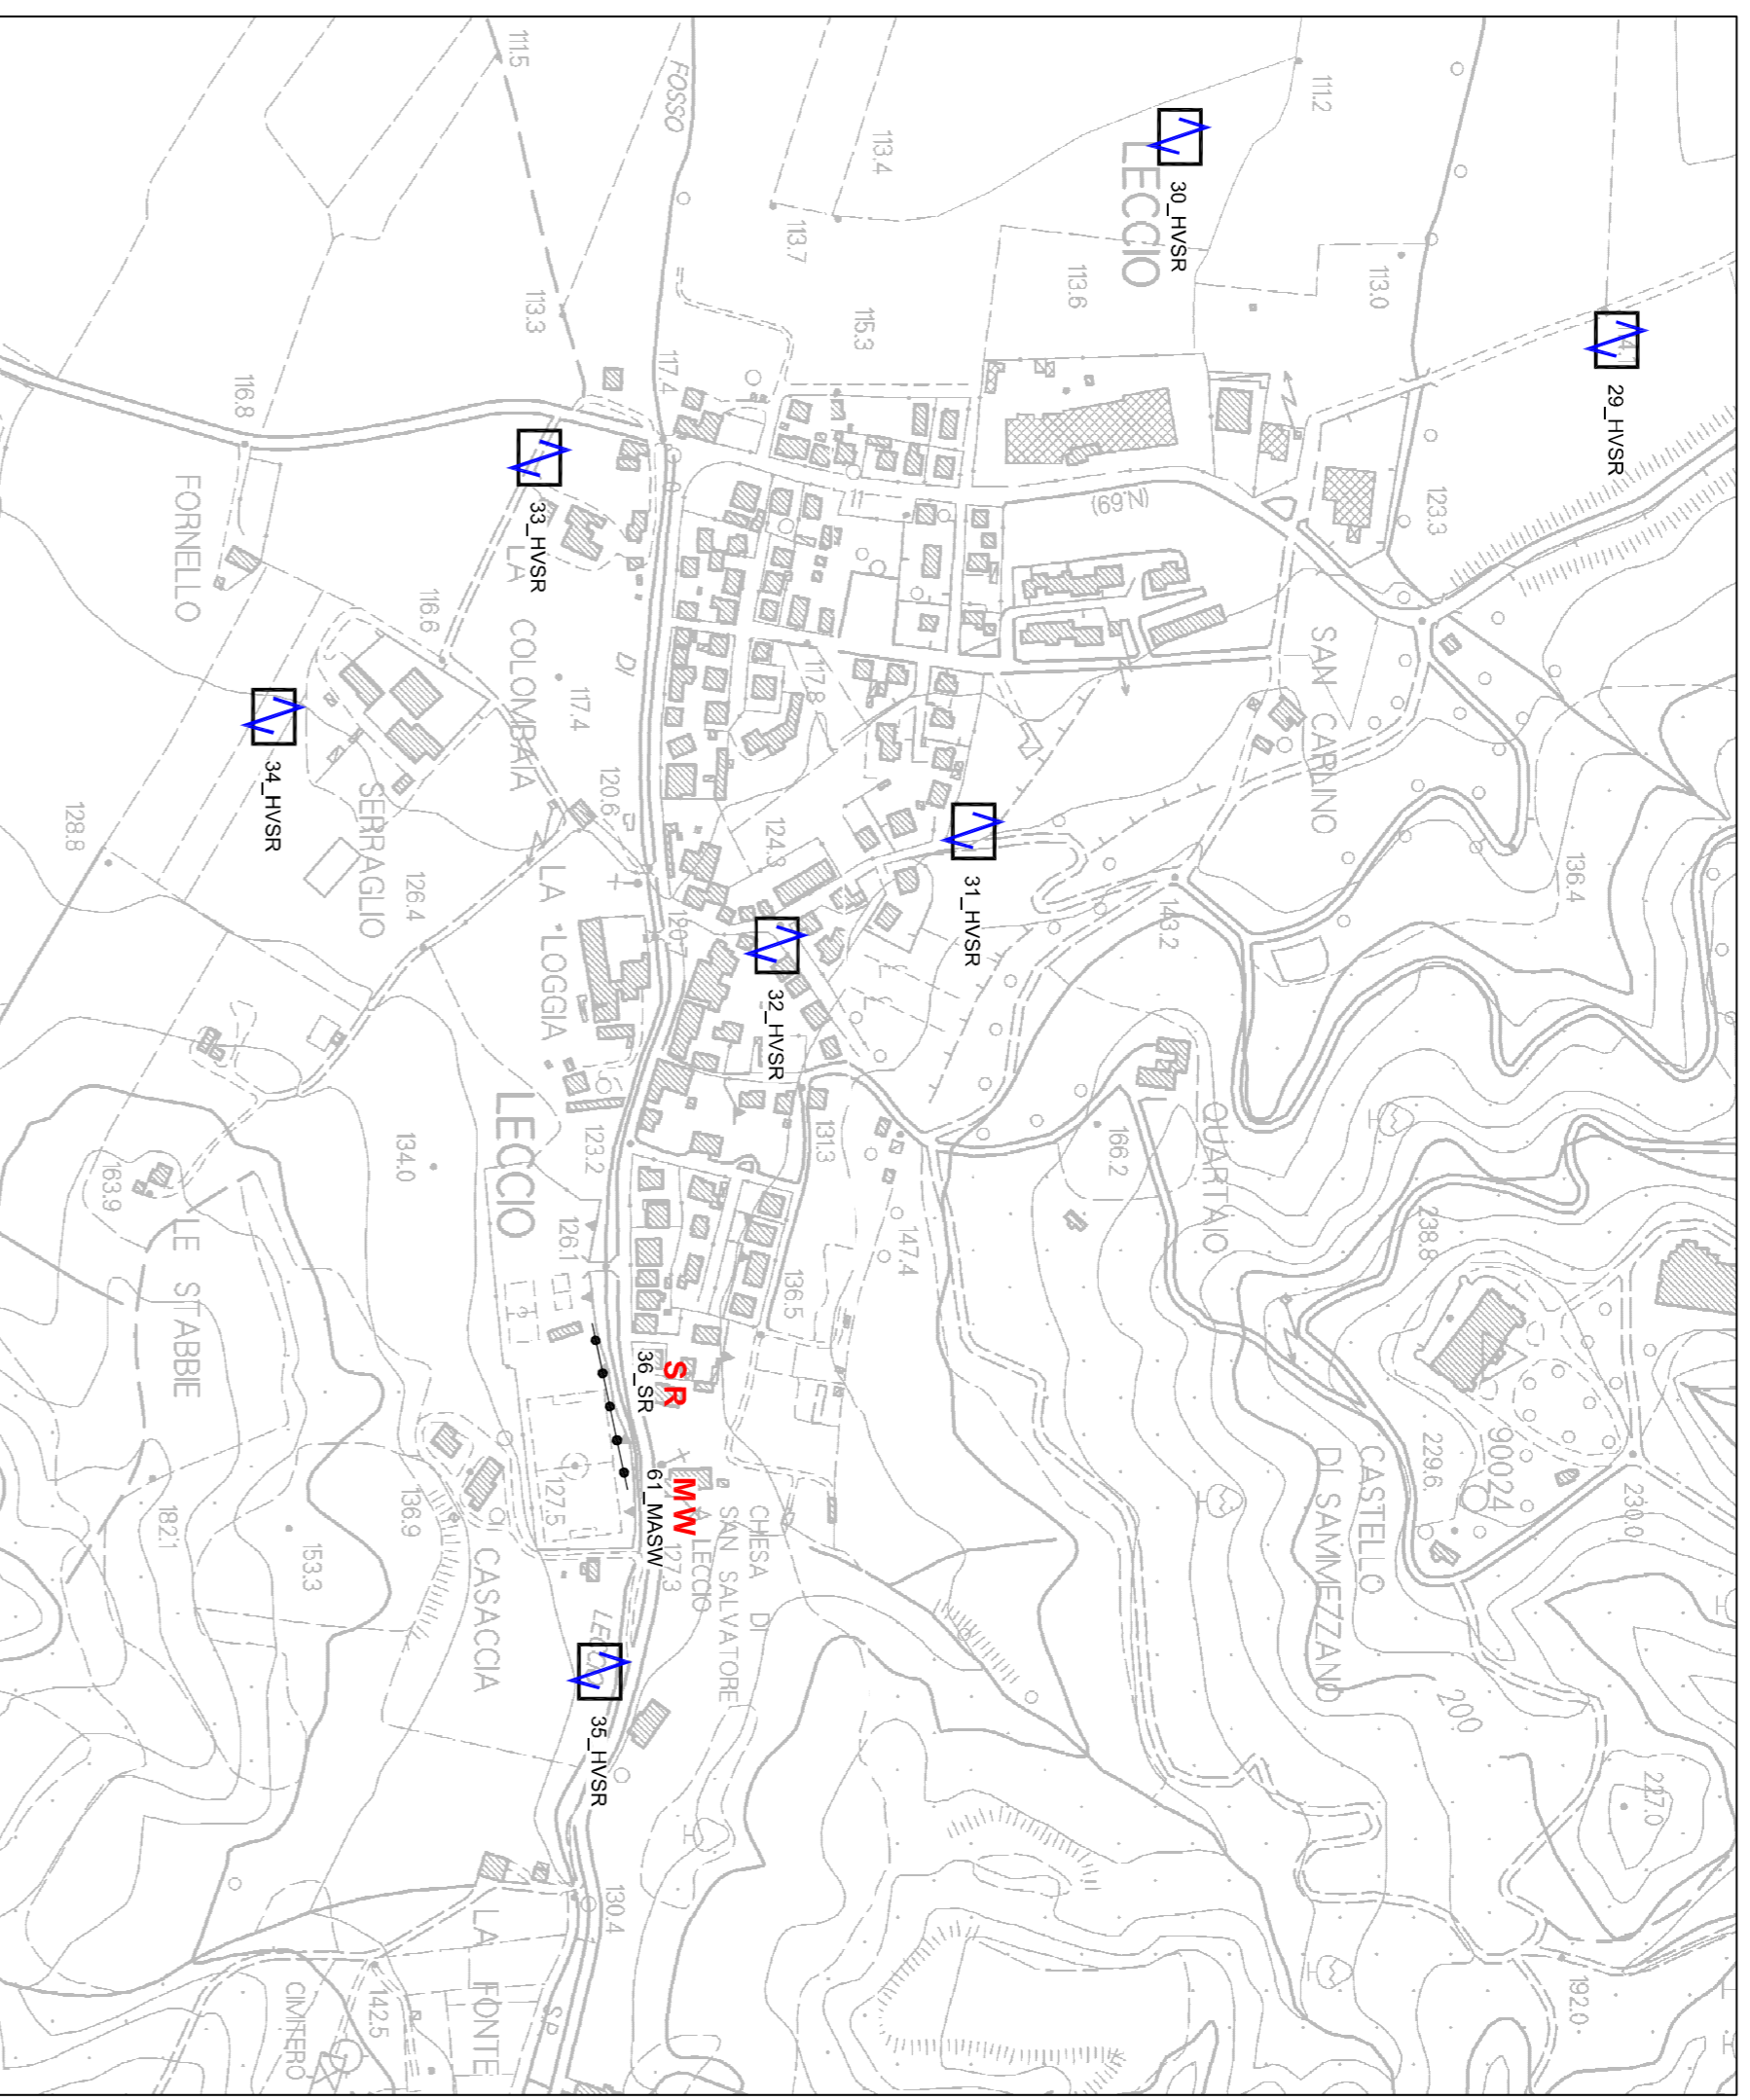 29_HVSR
114.1
230.0
227.0
192.0
136.4
123.3
113.0
238.8
90024
229.6
200
CASTELLO
DI SAMMEZZANO
SAN CARLINO
111.2
QUARTAIO
143.2
30_HVSR
LECCIO
(N.69)
166.2
113.6
31_HVSR
147.4
113.4
115.3
117.8
131.3
113.7
136.5
124.3
32_HVSR
CHIESA DI
SAN SALVATORE
A LECCIO
FOSSO
117.4
120.7
SR
36_SR
MW
61_MASW
127.3
DI
LECCIO
130.4
120.6
123.2
117.4
126.1
127.5
35_HVSR
S.P.
111.5
113.3
33_HVSR
LA COLOMBAIA
LA LOGGIA
LECCIO
CASACCIA
LA FONTE
116.6
126.4
134.0
136.9
142.5
SERRAGLIO
153.3
CIMITERO
34_HVSR
116.8
FORNELLO
LE STABBIE
182.1
128.8
163.9